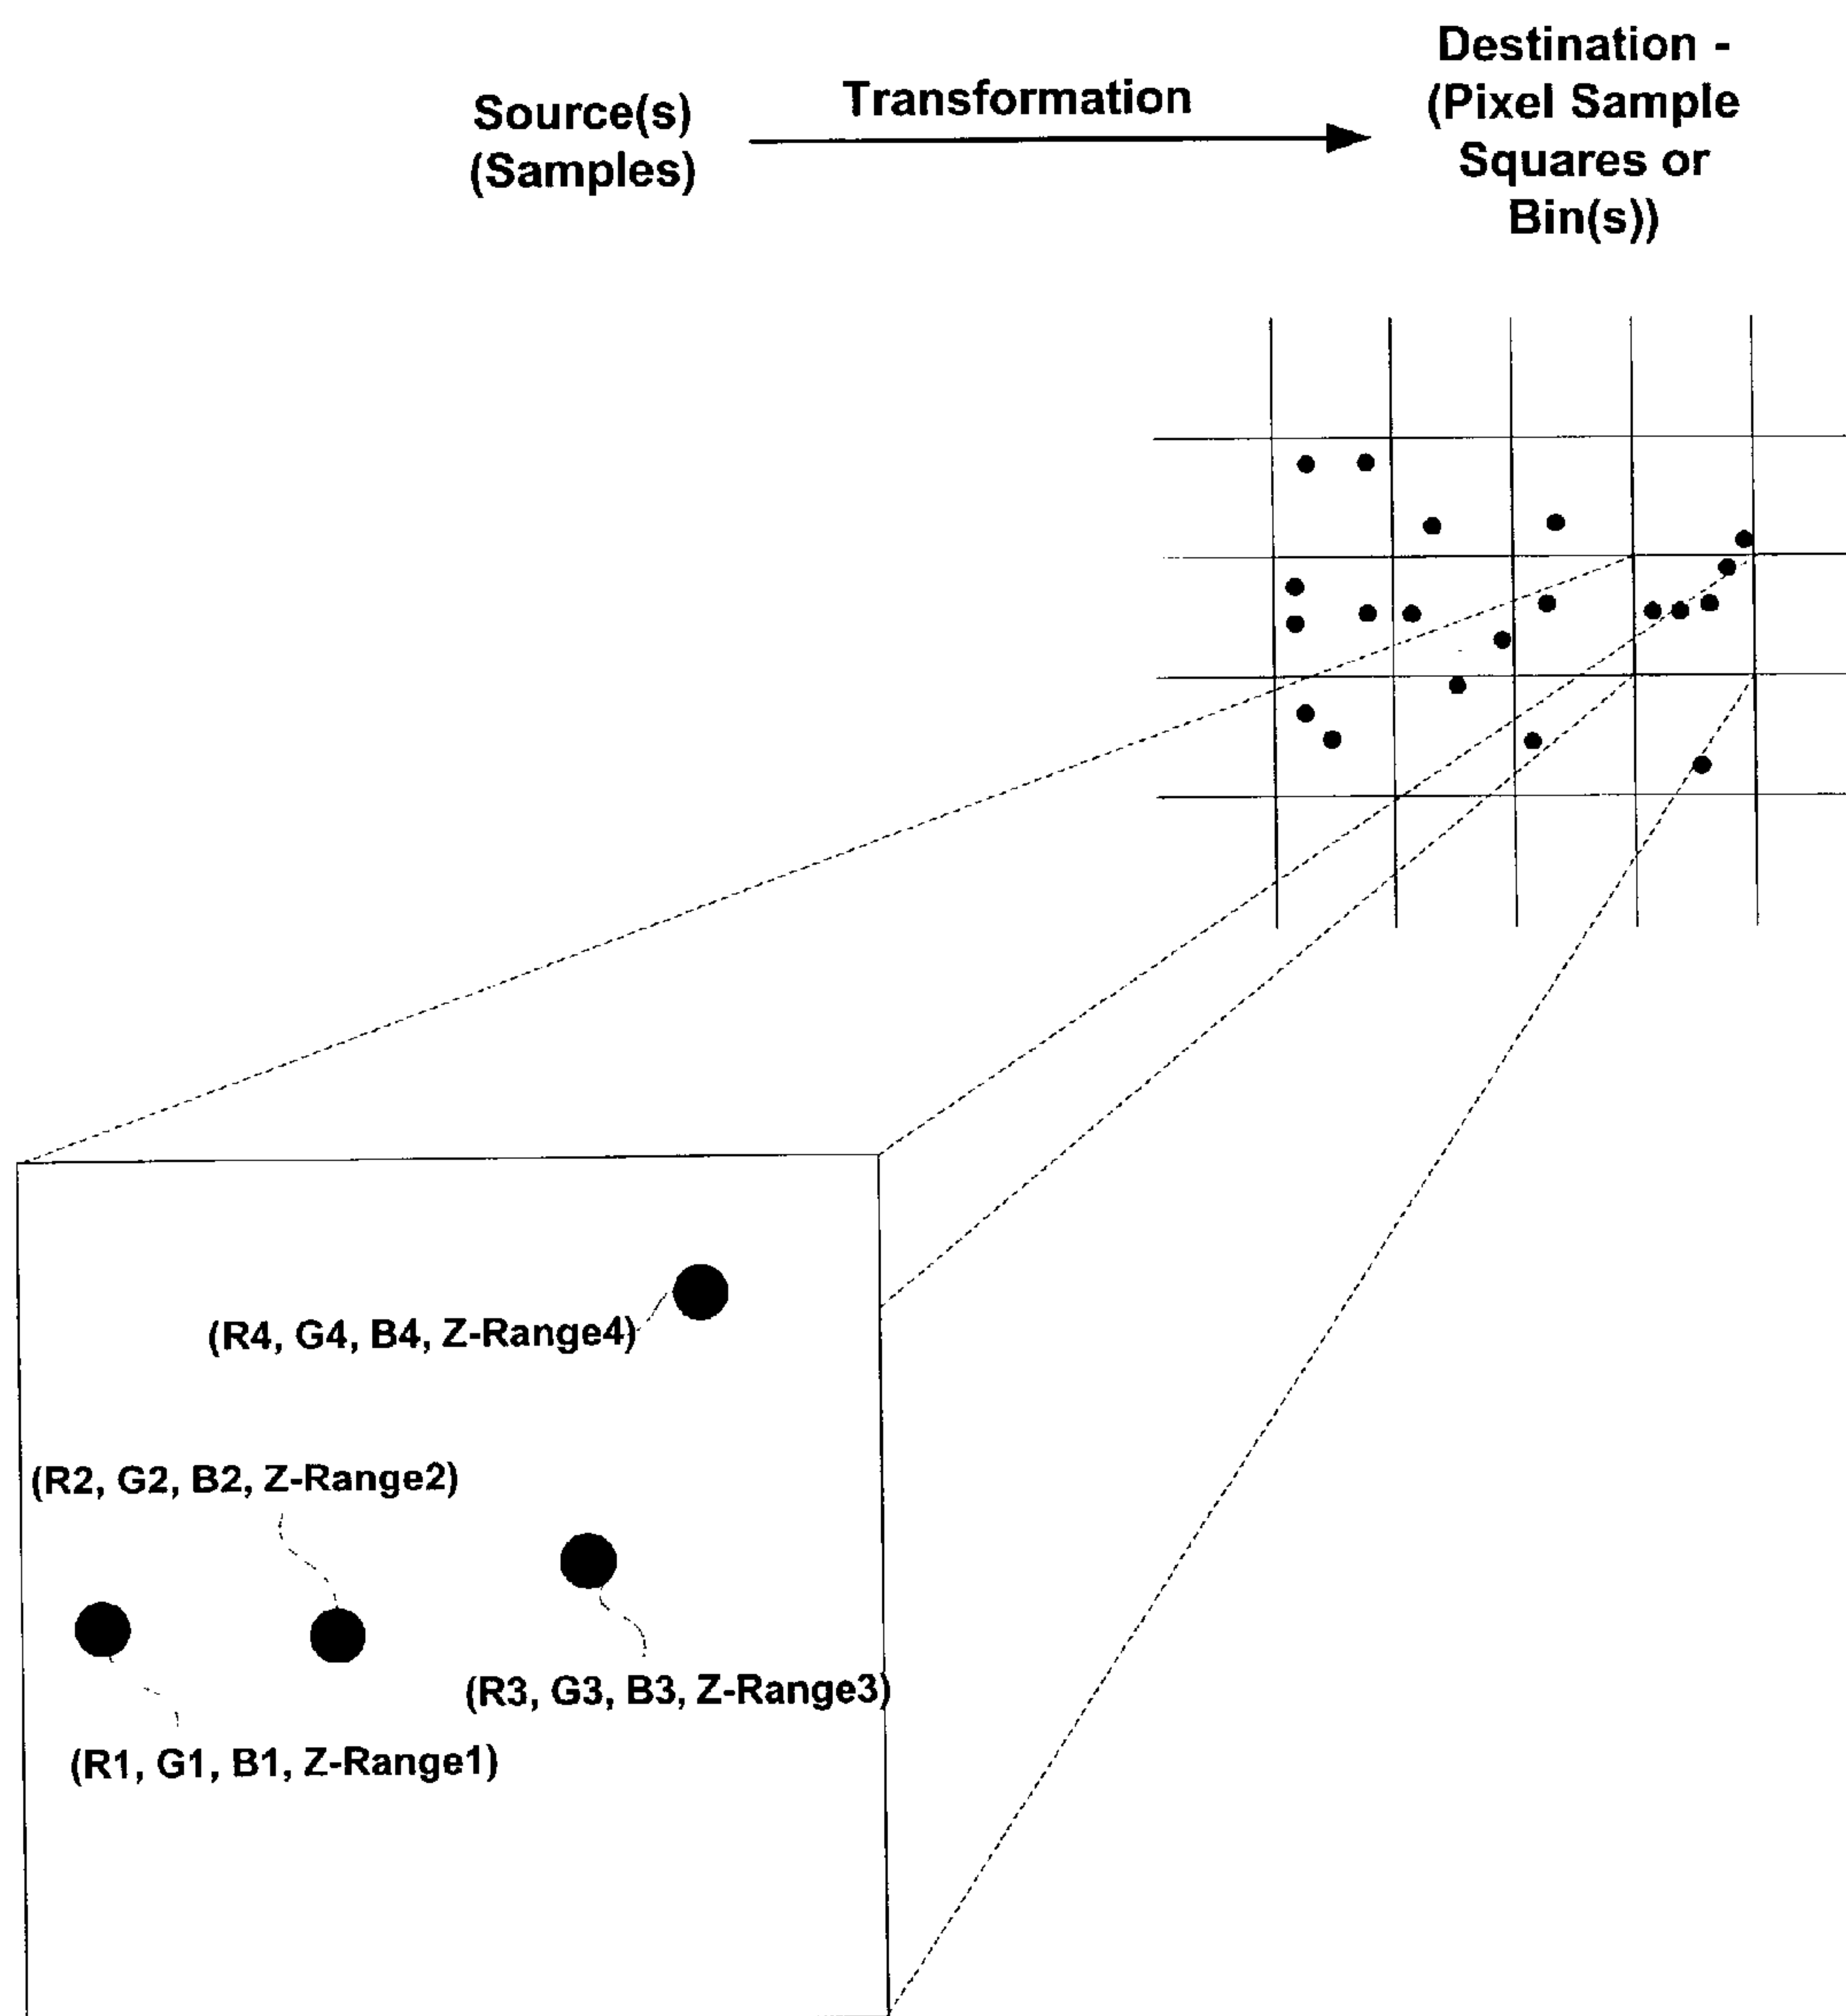 Source(s)
(Samples)
Transformation
Destination -
(Pixel Sample
Squares or
Bin(s))
(R4, G4, B4, Z-Range4)
(R2, G2, B2, Z-Range2)
(R3, G3, B3, Z-Range3)
(R1, G1, B1, Z-Range1)